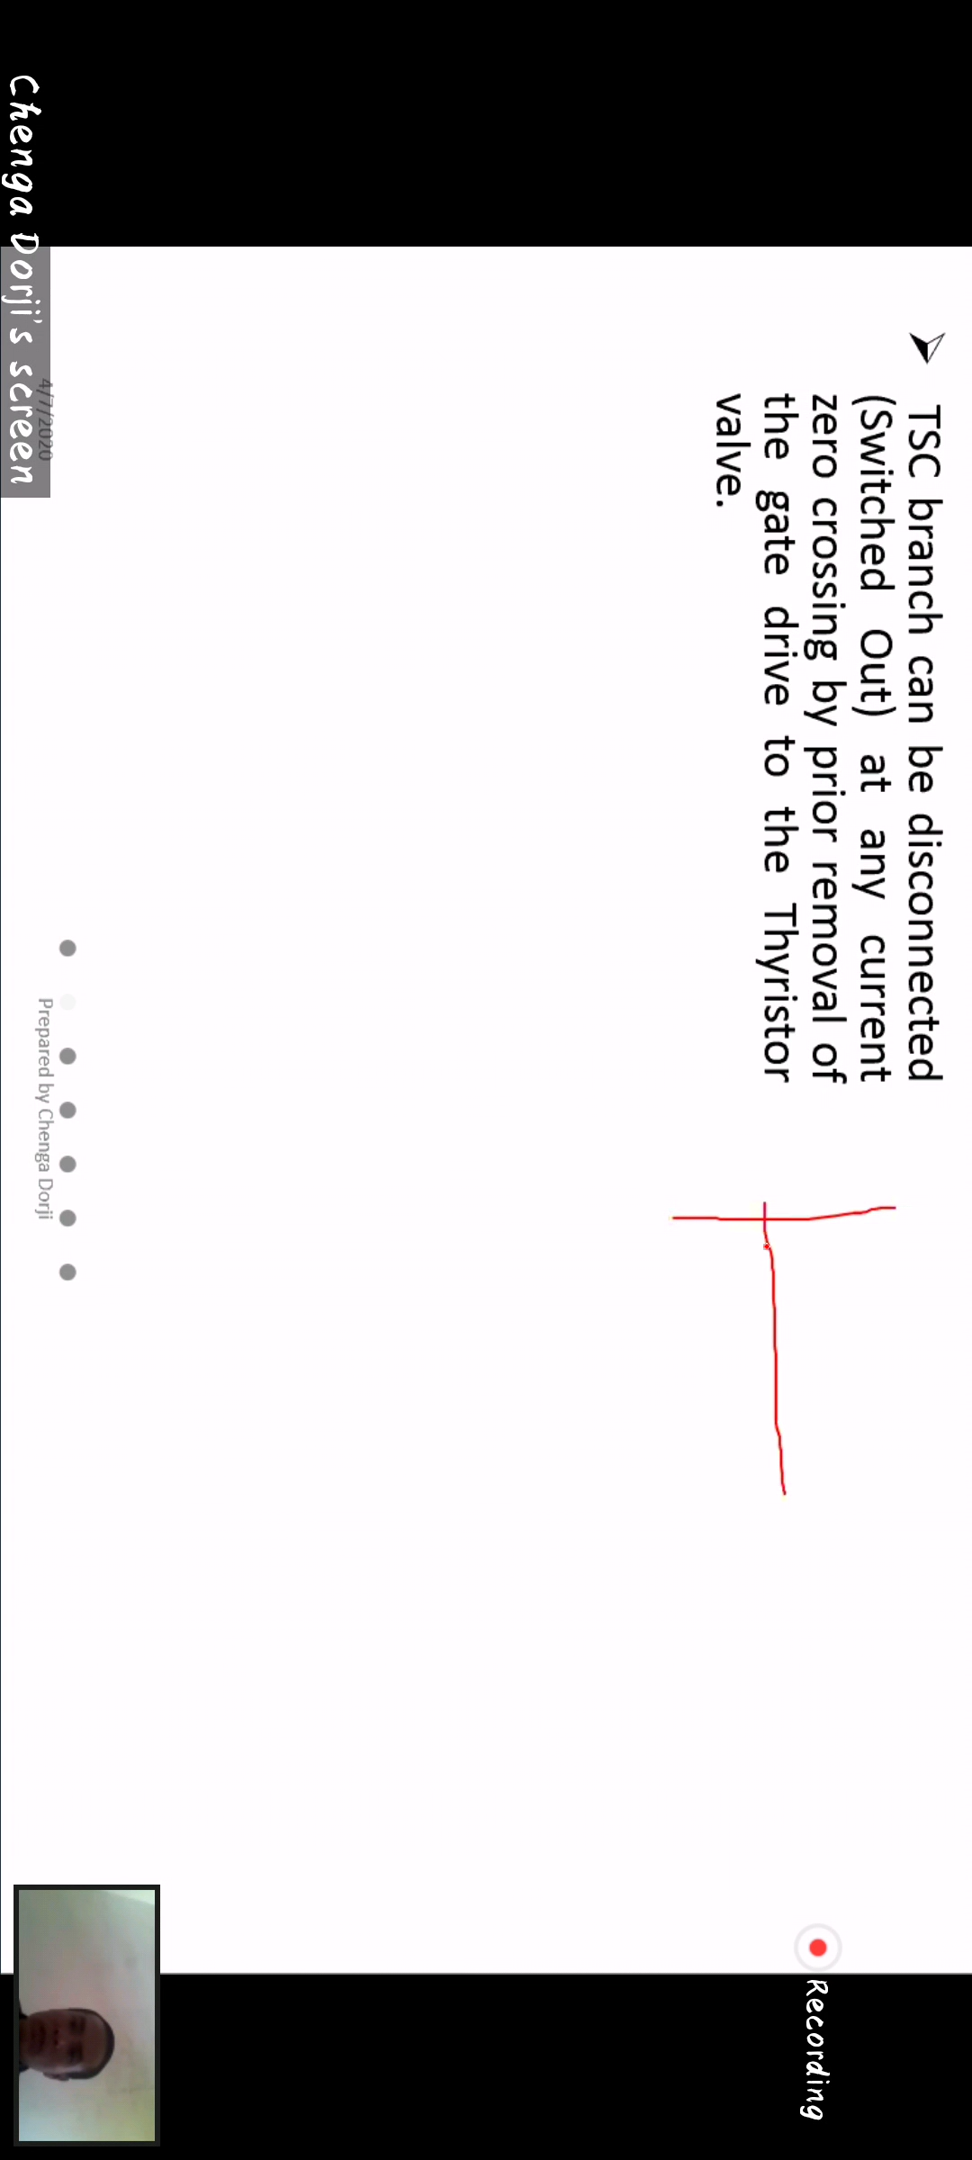 TSC branch can be disconnected
(Switched Out) at any current
zero crossing by prior removal of
the gate drive to the Thyristor
valve.
4/7/2020
Prepared by Chenga Dorji
Chenga Dorji's screen
Recording